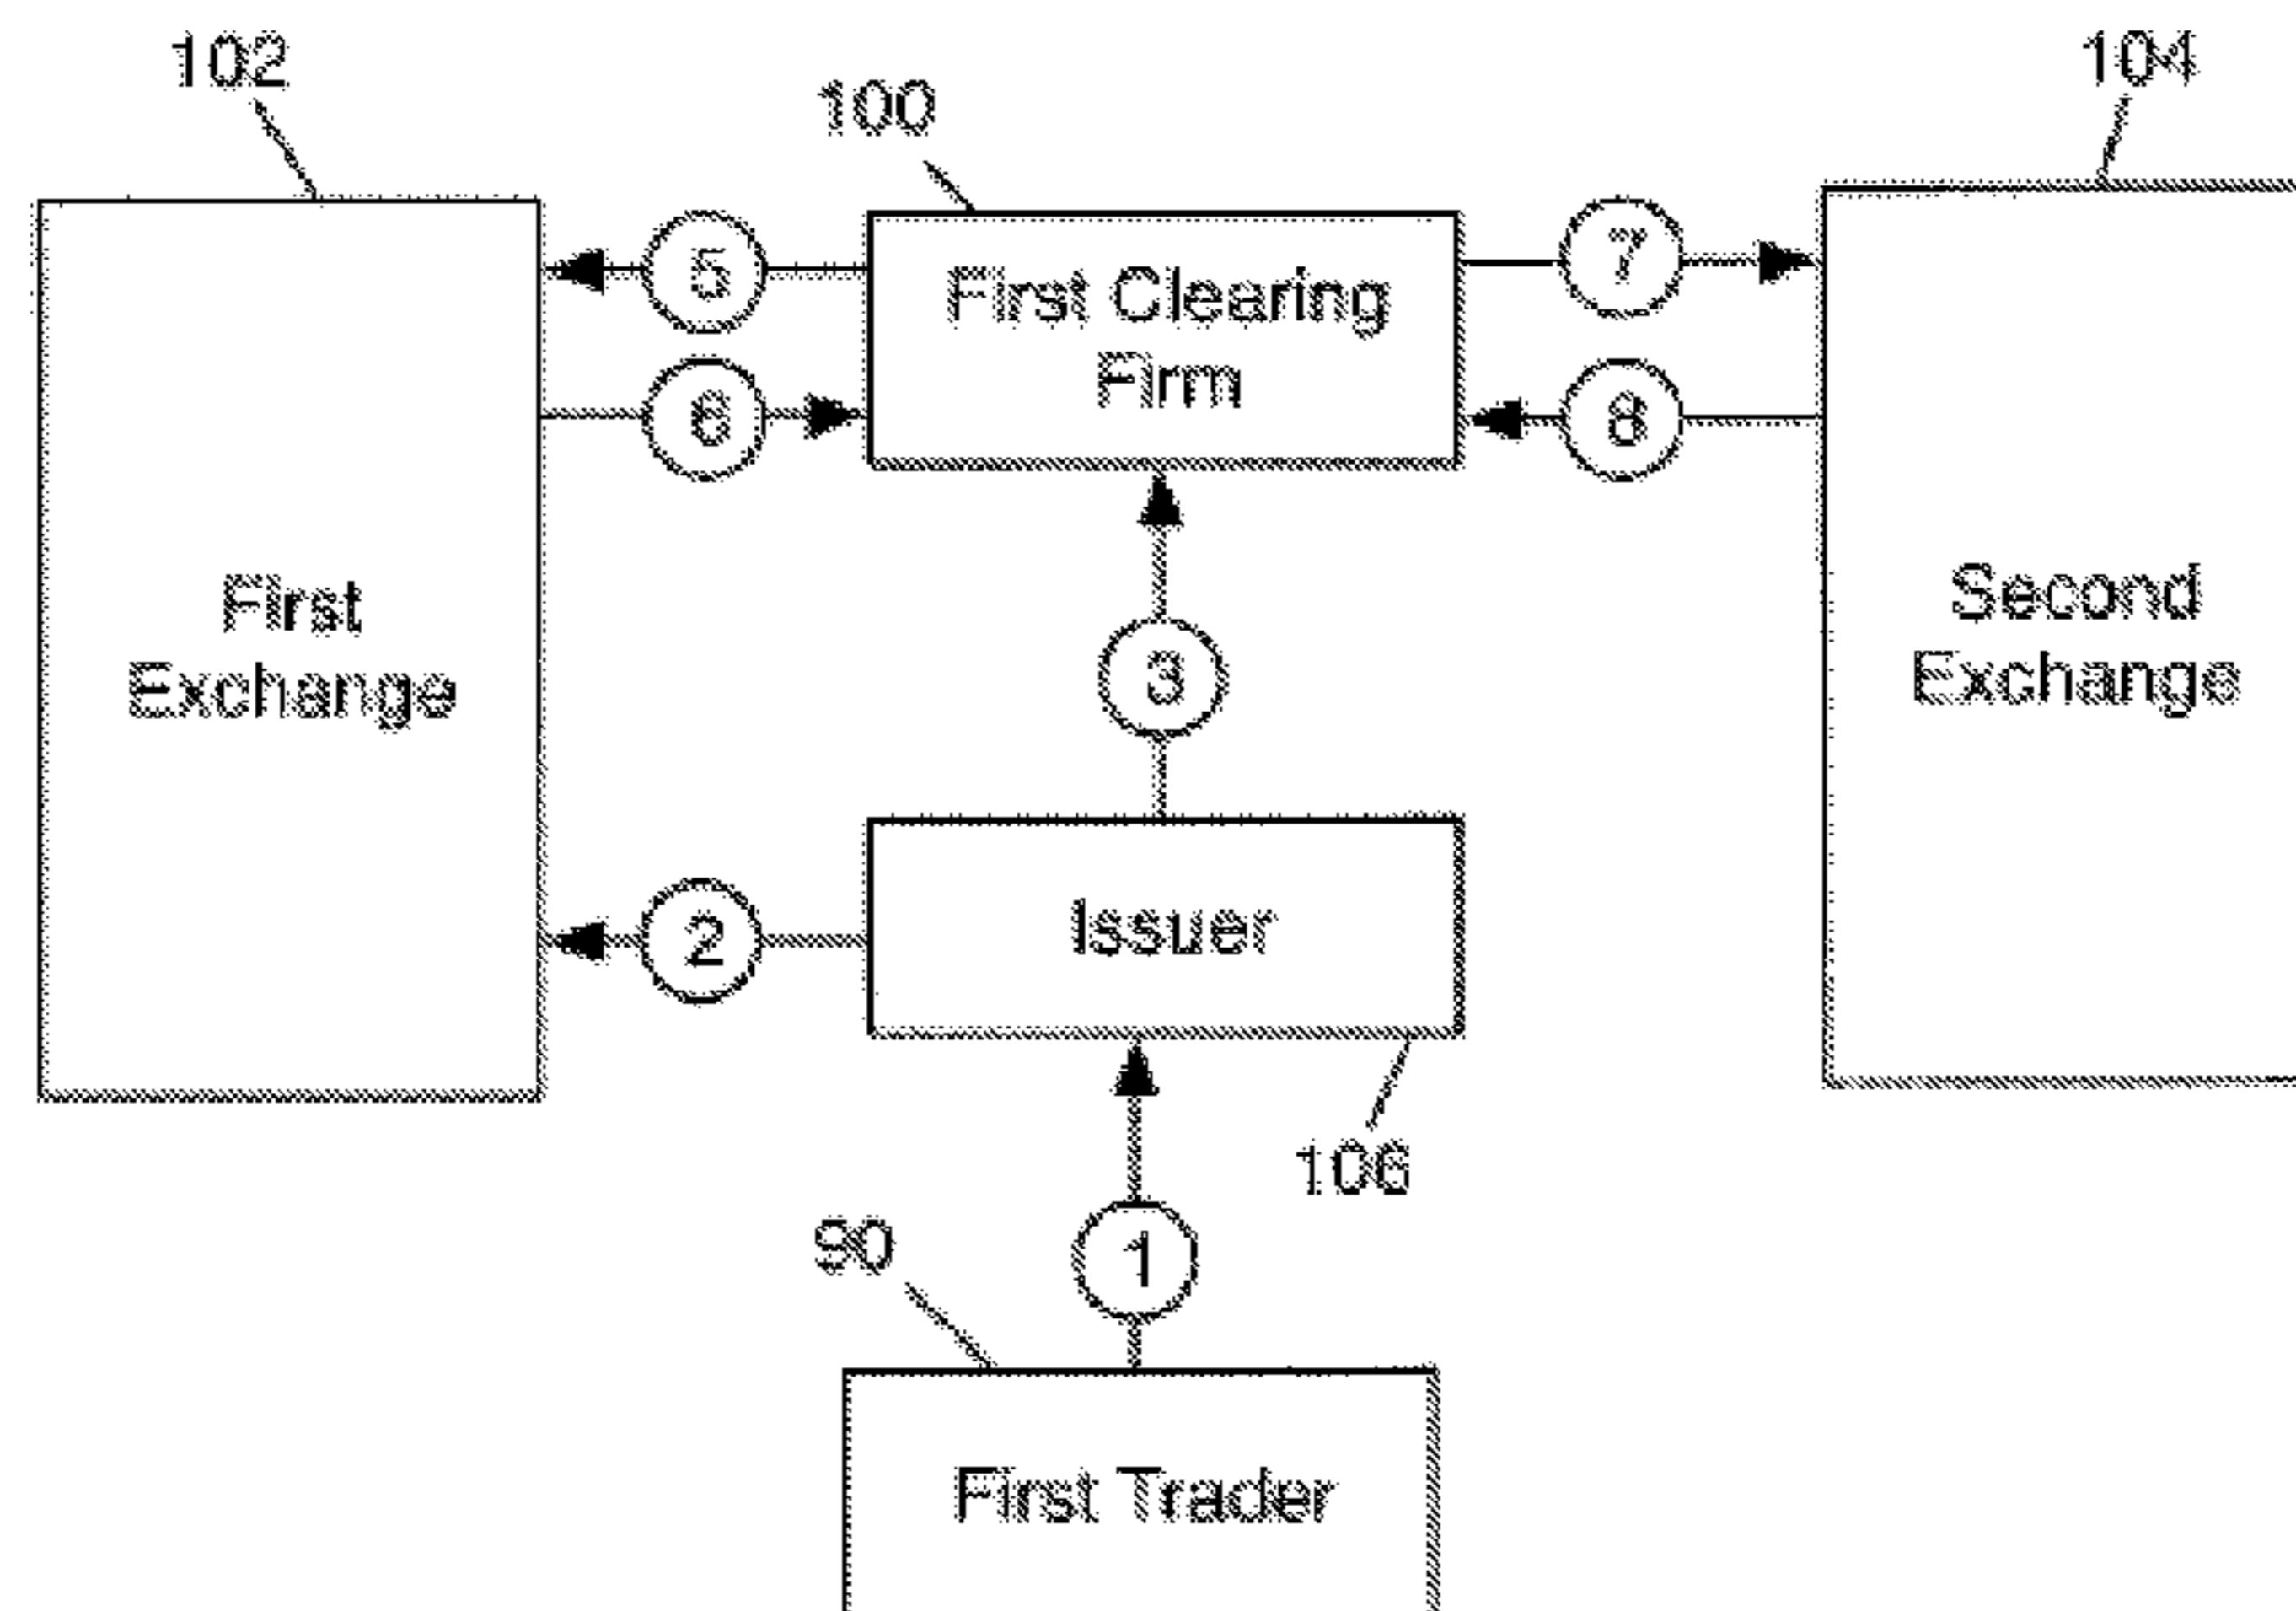 102
100
104
5
7
First Clearing
Firm
6
8
First
Exchange
Second
Exchange
3
2
Issuer
106
90
1
First Trader